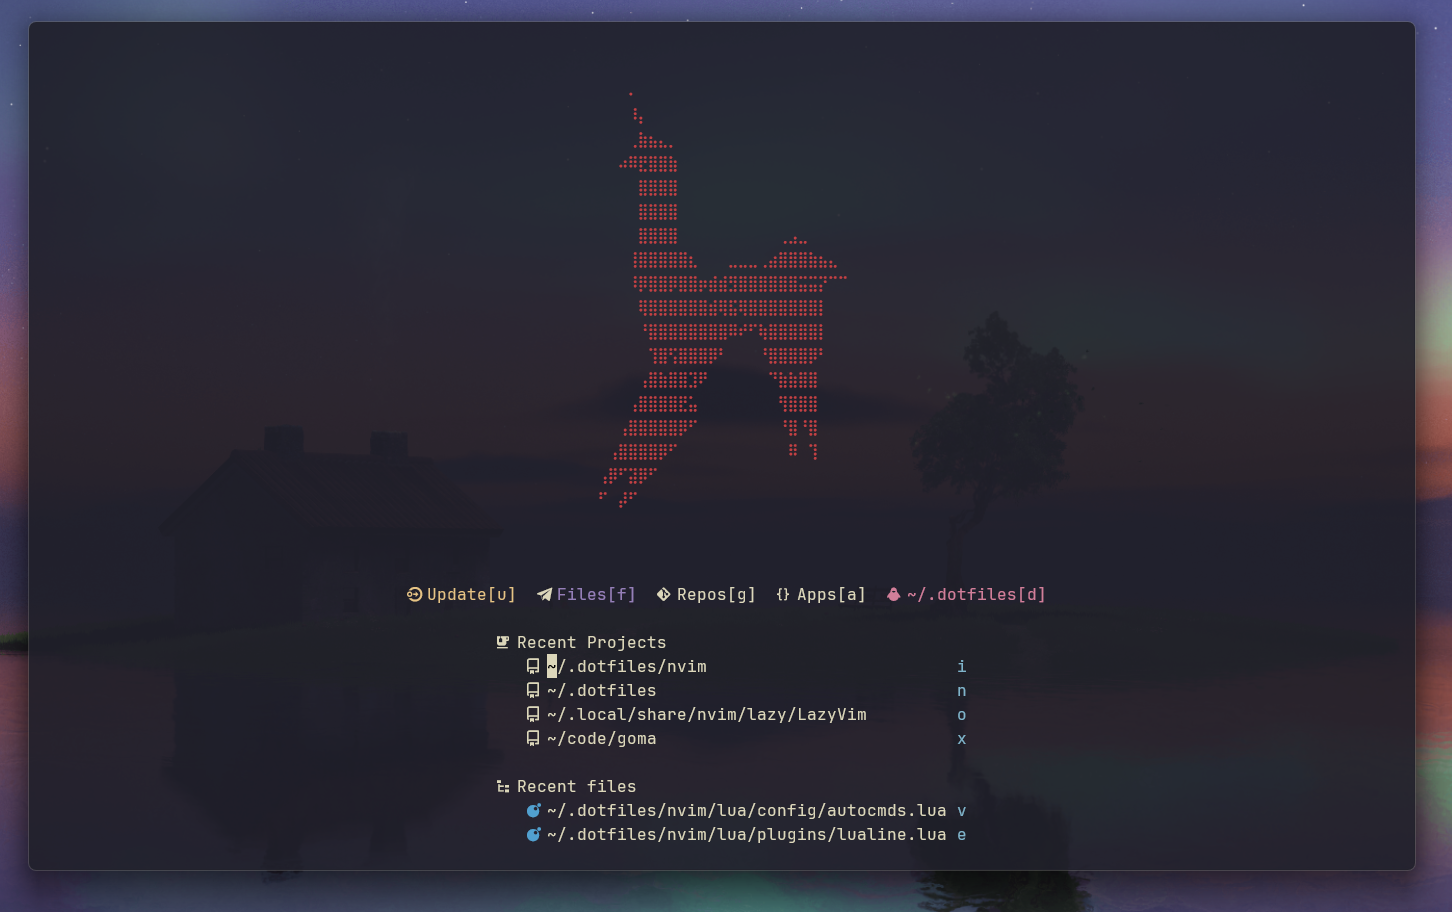 Update[u] Files[f] Repos[g] {} Apps[a] ~/.dotfiles[d]
Recent Projects
~/.dotfiles/nvim i
~/.dotfiles n
~/.local/share/nvim/lazy/LazyVim o
~/code/goma x
Recent files
~/.dotfiles/nvim/lua/config/autocmds.lua v
~/.dotfiles/nvim/lua/plugins/lualine.lua e